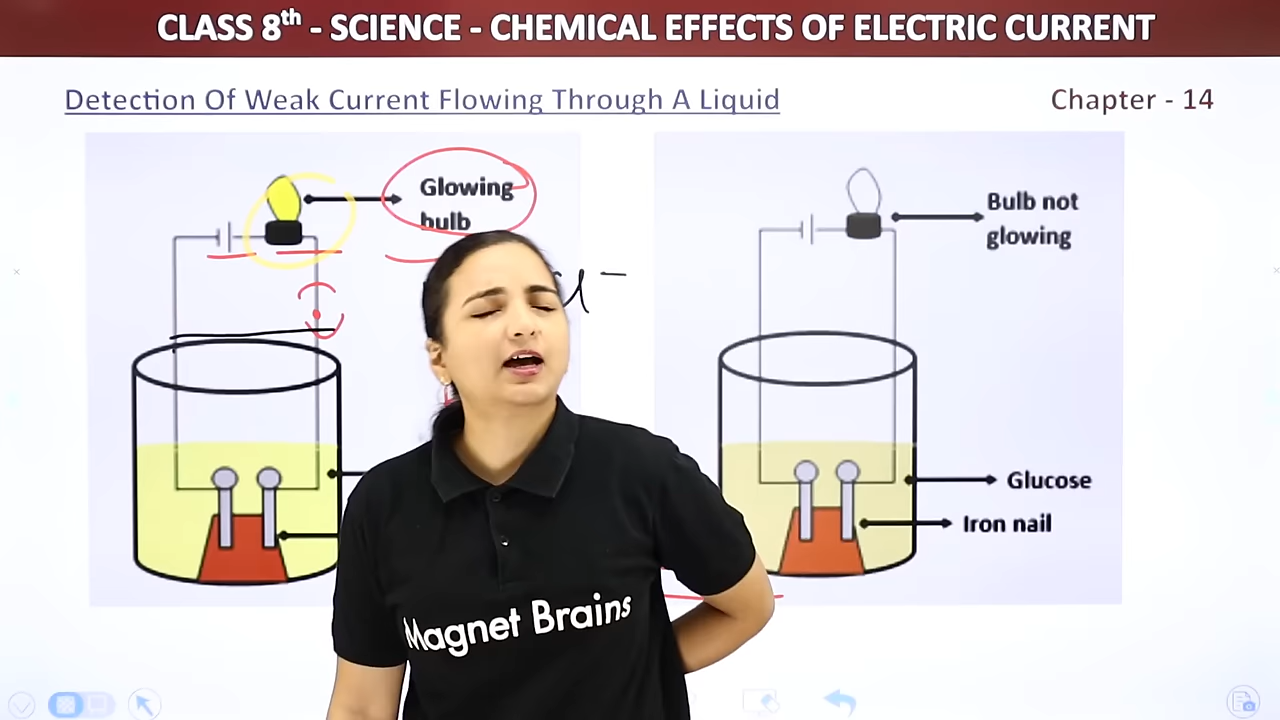 CLASS 8th - SCIENCE - CHEMICAL EFFECTS OF ELECTRIC CURRENT
Detection Of Weak Current Flowing Through A Liquid
Chapter - 14
Glowing
bulb
Bulb not
glowing
Glucose
Iron nail
Magnet Brains